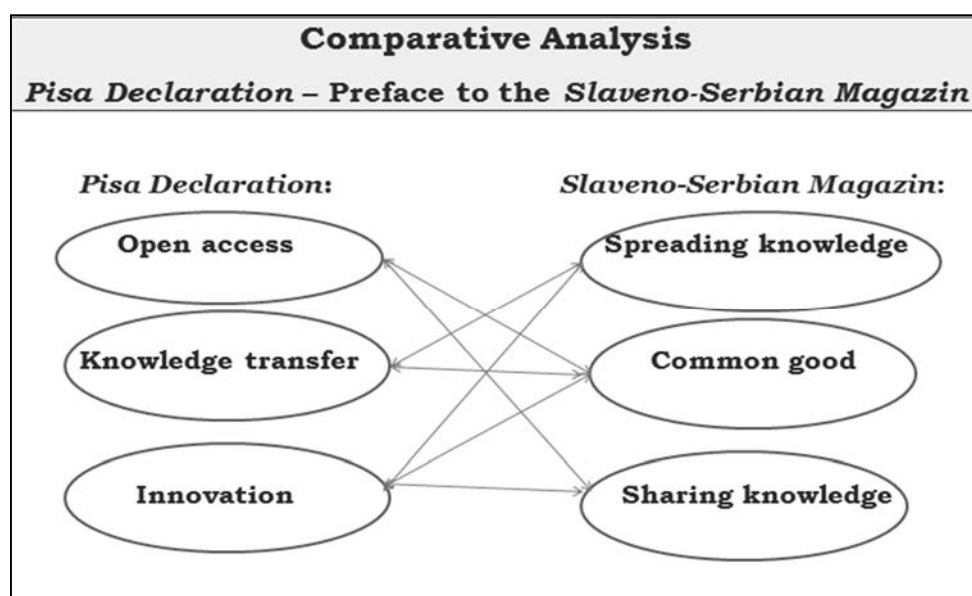 Comparative Analysis
Pisa Declaration – Preface to the Slaveno-Serbian Magazin
Pisa Declaration:
Slaveno-Serbian Magazin:
Open access
Spreading knowledge
Knowledge transfer
Common good
Innovation
Sharing knowledge